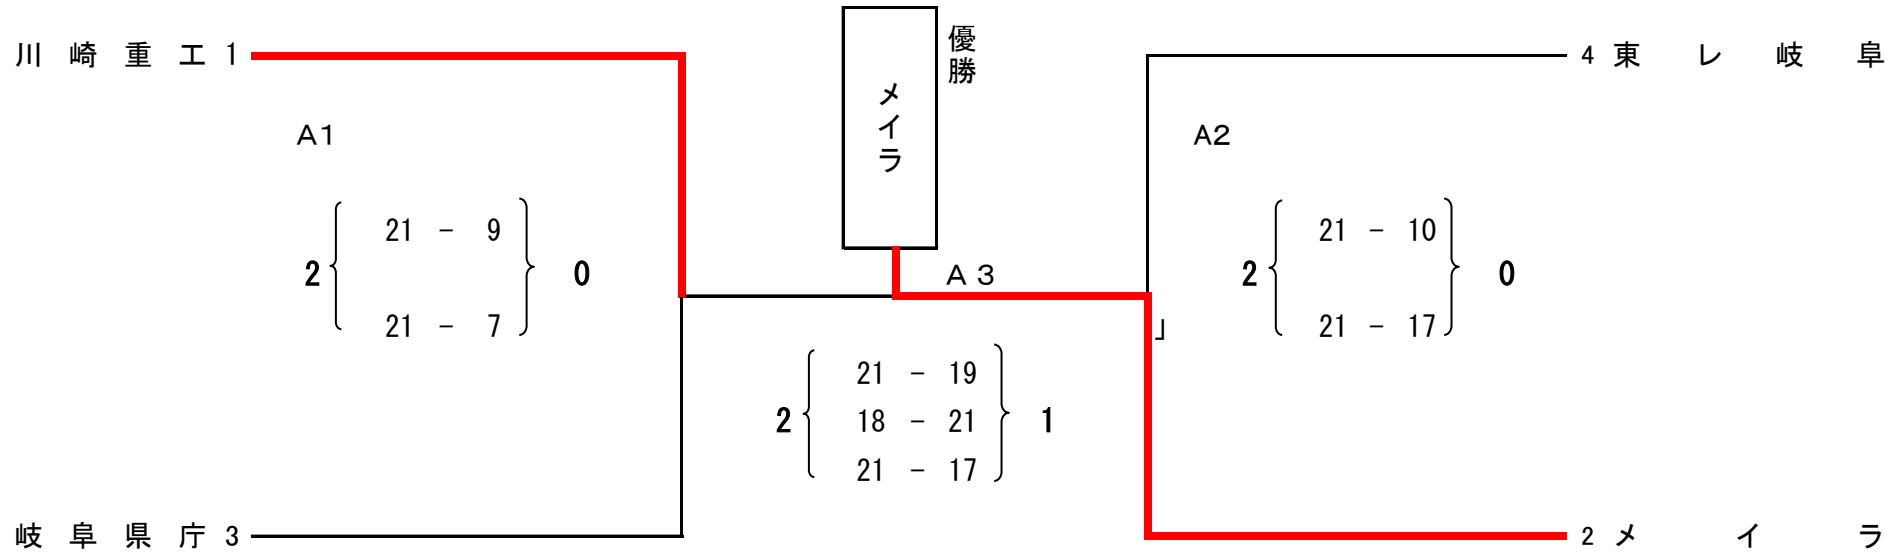 川崎重工 1
優勝
メイラ
4 東レ岐阜
A1
A2
21 - 9
2 0
21 - 7
A 3
21 - 10
2 0
21 - 17
」
21 - 19
2 18 - 21 1
21 - 17
岐阜県庁 3
2 メイラ